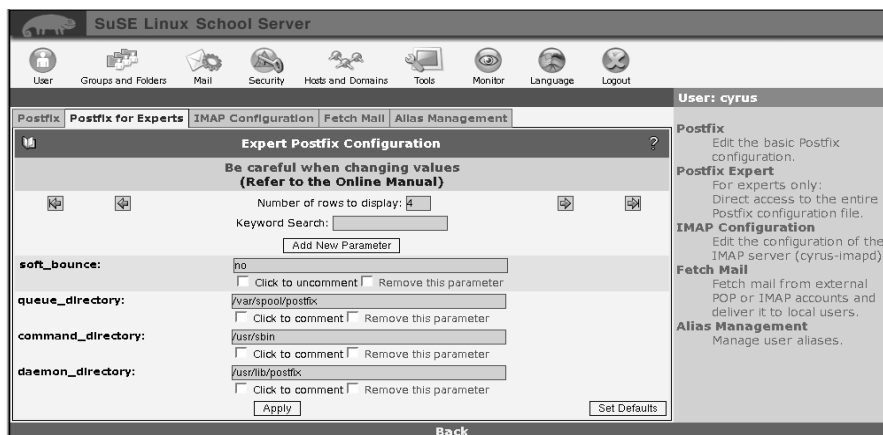 SuSE Linux School Server
User Groups and Folders Mail Security Hosts and Domains Tools Monitor Language Logout
User: cyrus
Postfix Postfix for Experts IMAP Configuration Fetch Mail Alias Management
Expert Postfix Configuration ?
Be careful when changing values
(Refer to the Online Manual)
Number of rows to display: 4
Keyword Search:
Add New Parameter
soft_bounce: no
Click to uncomment Remove this parameter
queue_directory: /var/spool/postfix
Click to comment Remove this parameter
command_directory: /usr/sbin
Click to comment Remove this parameter
daemon_directory: /usr/lib/postfix
Click to comment Remove this parameter
Apply Set Defaults
Back
Postfix
Edit the basic Postfix
configuration.
Postfix Expert
For experts only:
Direct access to the entire
Postfix configuration file.
IMAP Configuration
Edit the configuration of the
IMAP server (cyrus-imapd)
Fetch Mail
Fetch mail from external
POP or IMAP accounts and
deliver it to local users.
Alias Management
Manage user aliases.